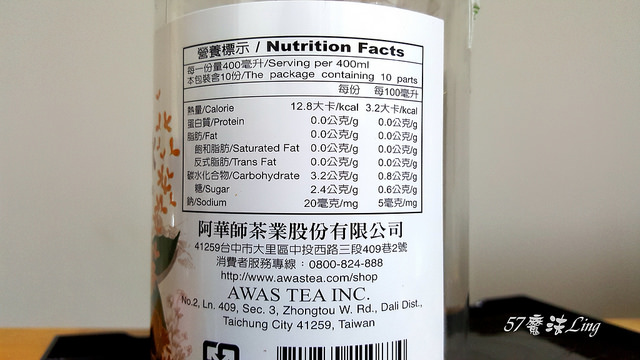 營養標示 / Nutrition Facts
每一份量400毫升/Serving per 400ml
本包裝含10份/The package containing 10 parts
每份 每100毫升
熱量/Calorie 12.8大卡/kcal 3.2大卡/kcal
蛋白質/Protein 0.0公克/g 0.0公克/g
脂肪/Fat 0.0公克/g 0.0公克/g
飽和脂肪/Saturated Fat 0.0公克/g 0.0公克/g
反式脂肪/Trans Fat 0.0公克/g 0.0公克/g
碳水化合物/Carbohydrate 3.2公克/g 0.8公克/g
糖/Sugar 2.4公克/g 0.6公克/g
鈉/Sodium 20毫克/mg 5毫克/mg
阿華師茶業股份有限公司
41259台中市大里區中投西路三段409巷2號
消費者服務專線：0800-824-888
http://www.awastea.com/shop
AWAS TEA INC.
No.2, Ln. 409, Sec. 3, Zhongtou W. Rd., Dali Dist.,
Taichung City 41259, Taiwan
57魔法Ling